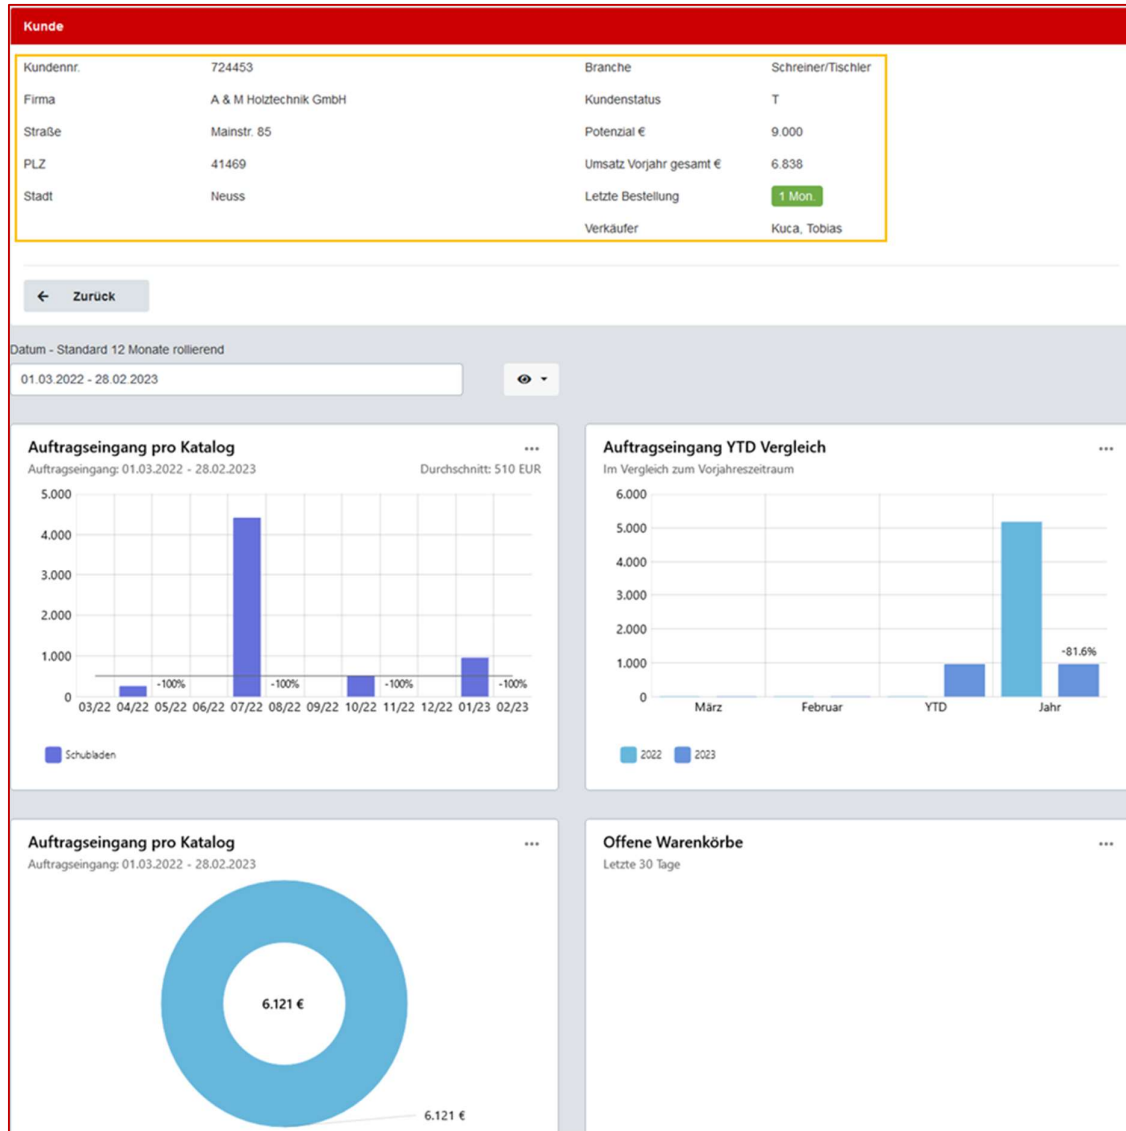 Kunde
Kundennr. 724453 Branche Schreiner/Tischler
Firma A & M Holztechnik GmbH Kundenstatus T
Straße Mainstr. 85 Potenzial € 9.000
PLZ 41469 Umsatz Vorjahr gesamt € 6.838
Stadt Neuss Letzte Bestellung 1 Mon.
Verkäufer Kuca, Tobias
Zurück
Datum - Standard 12 Monate rollierend
01.03.2022 - 28.02.2023
Auftragseingang pro Katalog
Auftragseingang: 01.03.2022 - 28.02.2023 Durchschnitt: 510 EUR
5.000
4.000
3.000
2.000
1.000
0
-100% -100% -100% -100%
03/22 04/22 05/22 06/22 07/22 08/22 09/22 10/22 11/22 12/22 01/23 02/23
Schubladen
Auftragseingang YTD Vergleich
Im Vergleich zum Vorjahreszeitraum
6.000
5.000
4.000
3.000
2.000
1.000
0
-81.6%
März Februar YTD Jahr
2022 2023
Auftragseingang pro Katalog
Auftragseingang: 01.03.2022 - 28.02.2023
6.121 €
6.121 €
Offene Warenkörbe
Letzte 30 Tage